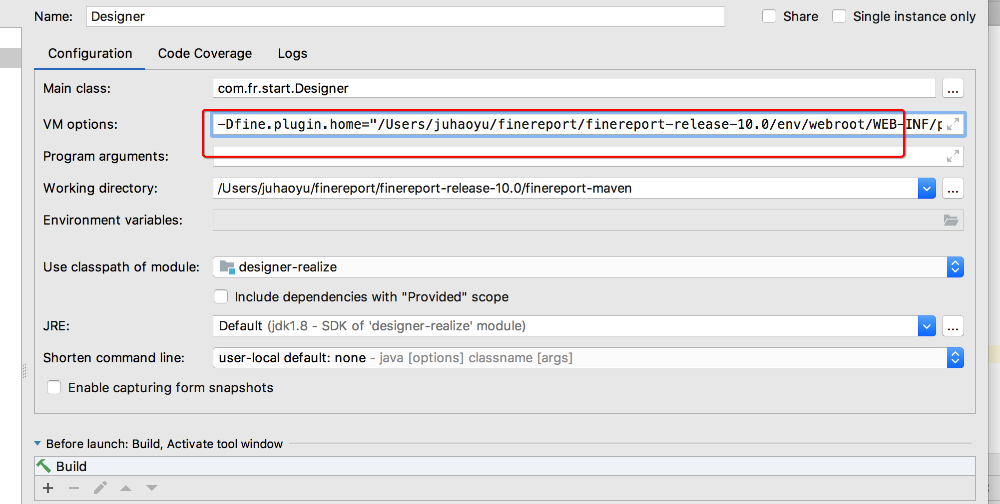 Name: Designer Share Single instance only
Configuration Code Coverage Logs
Main class: com.fr.start.Designer ...
VM options: -Dfine.plugin.home="/Users/juhaoyu/finereport/finereport-release-10.0/env/webroot/WEB-INF/p
Program arguments:
Working directory: /Users/juhaoyu/finereport/finereport-release-10.0/finereport-maven ...
Environment variables:
Use classpath of module: designer-realize
Include dependencies with "Provided" scope
JRE: Default (jdk1.8 - SDK of 'designer-realize' module) ...
Shorten command line: user-local default: none - java [options] classname [args]
Enable capturing form snapshots
Before launch: Build, Activate tool window
Build